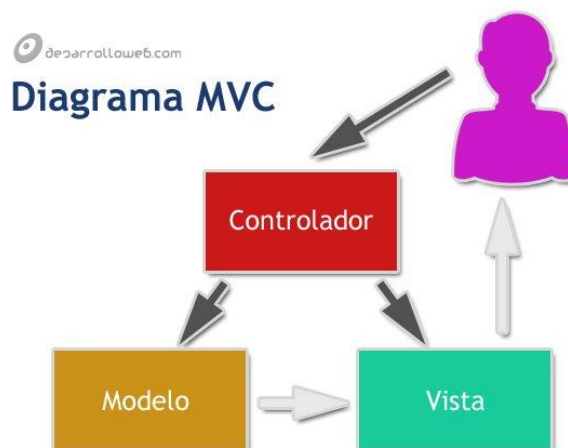 desarrolloweb.com
Diagrama MVC
Controlador
Modelo
Vista